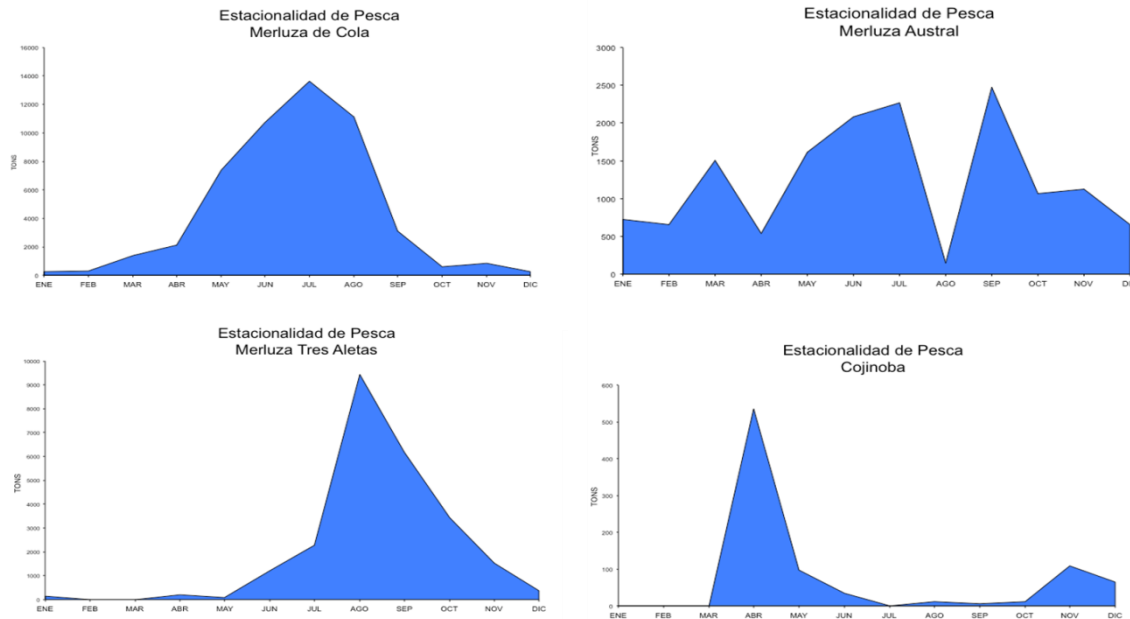 Estacionalidad de Pesca
Merluza de Cola
16000
14000
12000
10000
8000
6000
4000
2000
0
TONS
ENE FEB MAR ABR MAY JUN JUL AGO SEP OCT NOV DIC
Estacionalidad de Pesca
Merluza Austral
3000
2500
2000
1500
1000
500
0
TONS
ENE FEB MAR ABR MAY JUN JUL AGO SEP OCT NOV DI
Estacionalidad de Pesca
Merluza Tres Aletas
10000
9000
8000
7000
6000
5000
4000
3000
2000
1000
0
TONS
ENE FEB MAR ABR MAY JUN JUL AGO SEP OCT NOV DIC
Estacionalidad de Pesca
Cojinoba
600
500
400
300
200
100
0
TONS
ENE FEB MAR ABR MAY JUN JUL AGO SEP OCT NOV DIC